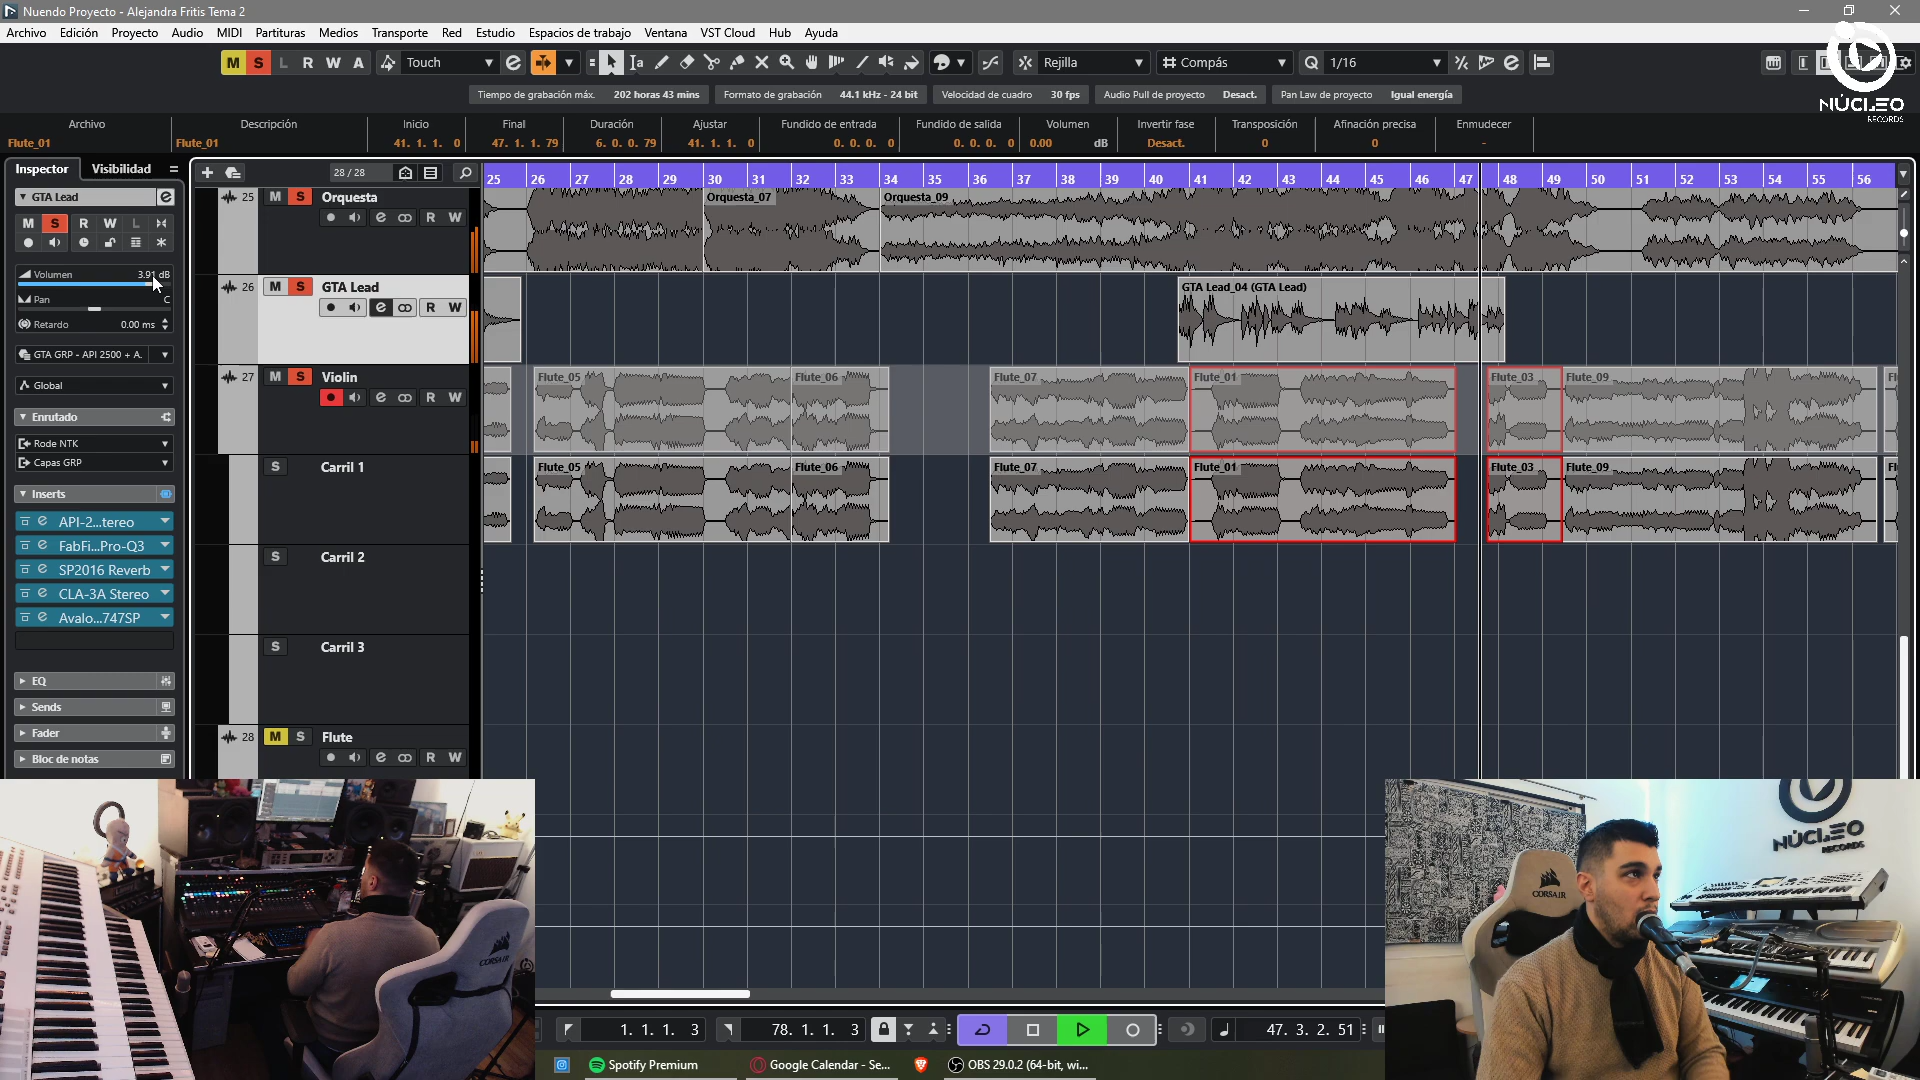 Nuendo Proyecto - Alejandra Fritis Tema 2
Archivo Edición Proyecto Audio MIDI Partituras Medios Transporte Red Estudio Espacios de trabajo Ventana VST Cloud Hub Ayuda
M S L R W A Touch Rejilla Compás Q 1/16
NÚCLEO
RECORDS
Tiempo de grabación máx. 202 horas 43 mins Formato de grabación 44.1 kHz - 24 bit Velocidad de cuadro 30 fps Audio Pull de proyecto Desact. Pan Law de proyecto Igual energía
Archivo Descripción Inicio Final Duración Ajustar Fundido de entrada Fundido de salida Volumen Invertir fase Transposición Afinación precisa Enmudecer
Flute_01 Flute_01 41. 1. 1. 0 47. 1. 1. 79 6. 0. 0. 79 41. 1. 1. 0 0. 0. 0. 0 0. 0. 0. 0 0.00 dB Desact. 0 0 -
Inspector Visibilidad
28 / 28
25 26 27 28 29 30 31 32 33 34 35 36 37 38 39 40 41 42 43 44 45 46 47 48 49 50 51 52 53 54 55 56
GTA Lead
M S R W L
Volumen 3.91 dB
Pan C
Retardo 0.00 ms
GTA GRP - API 2500 + A.
Global
Enrutado
Rode NTK
Capas GRP
Inserts
API-2...tereo
FabFi...Pro-Q3
SP2016 Reverb
CLA-3A Stereo
Avalo...747SP
EQ
Sends
Fader
Bloc de notas
25 M S Orquesta
R W
Orquesta_07 Orquesta_09
26 M S GTA Lead
R W
GTA Lead_04 (GTA Lead)
27 M S Violin
R W
Flute_05 Flute_06 Flute_07 Flute_01 Flute_03 Flute_09 Fl
S Carril 1
Flute_05 Flute_06 Flute_07 Flute_01 Flute_03 Flute_09 Fl
S Carril 2
S Carril 3
28 M S Flute
R W
CORSAIR
NÚCLEO
RECORDS
CORSAIR
1. 1. 1. 3 78. 1. 1. 3 47. 3. 2. 51
Spotify Premium Google Calendar - Se... OBS 29.0.2 (64-bit, wi...